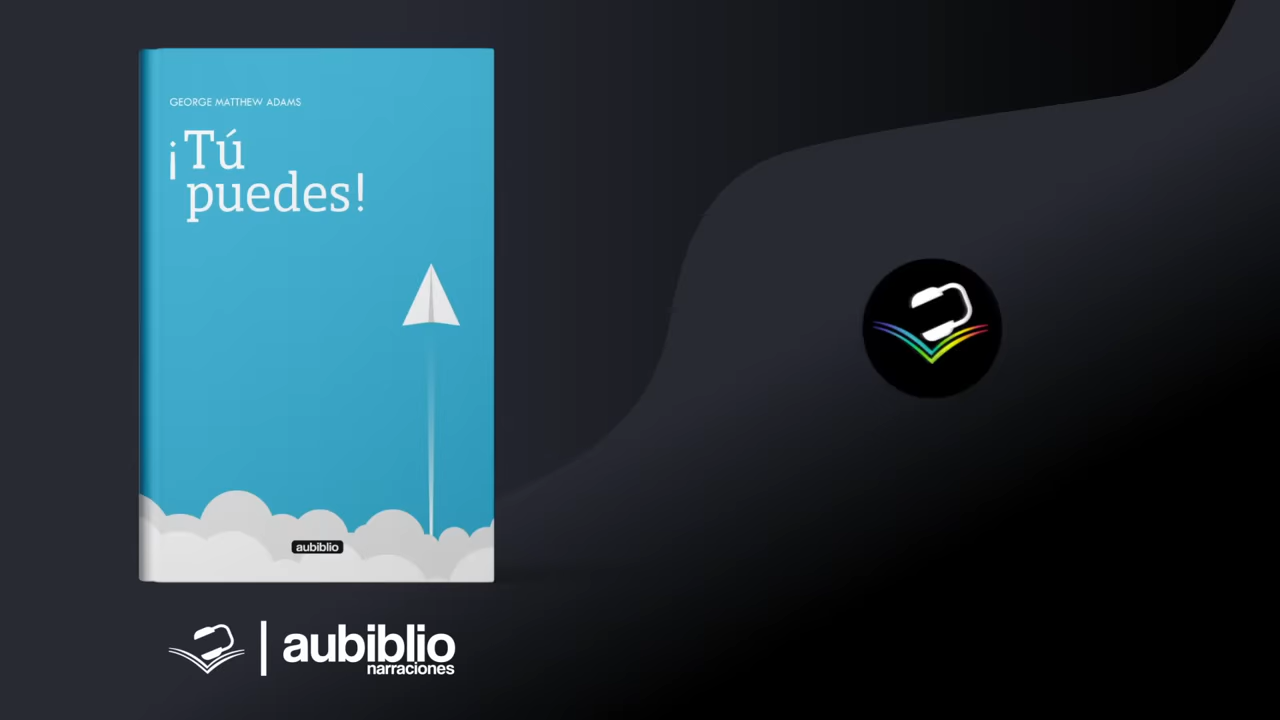 GEORGE MATTHEW ADAMS
¡Tú
puedes!
aubiblio
aubiblio
narraciones